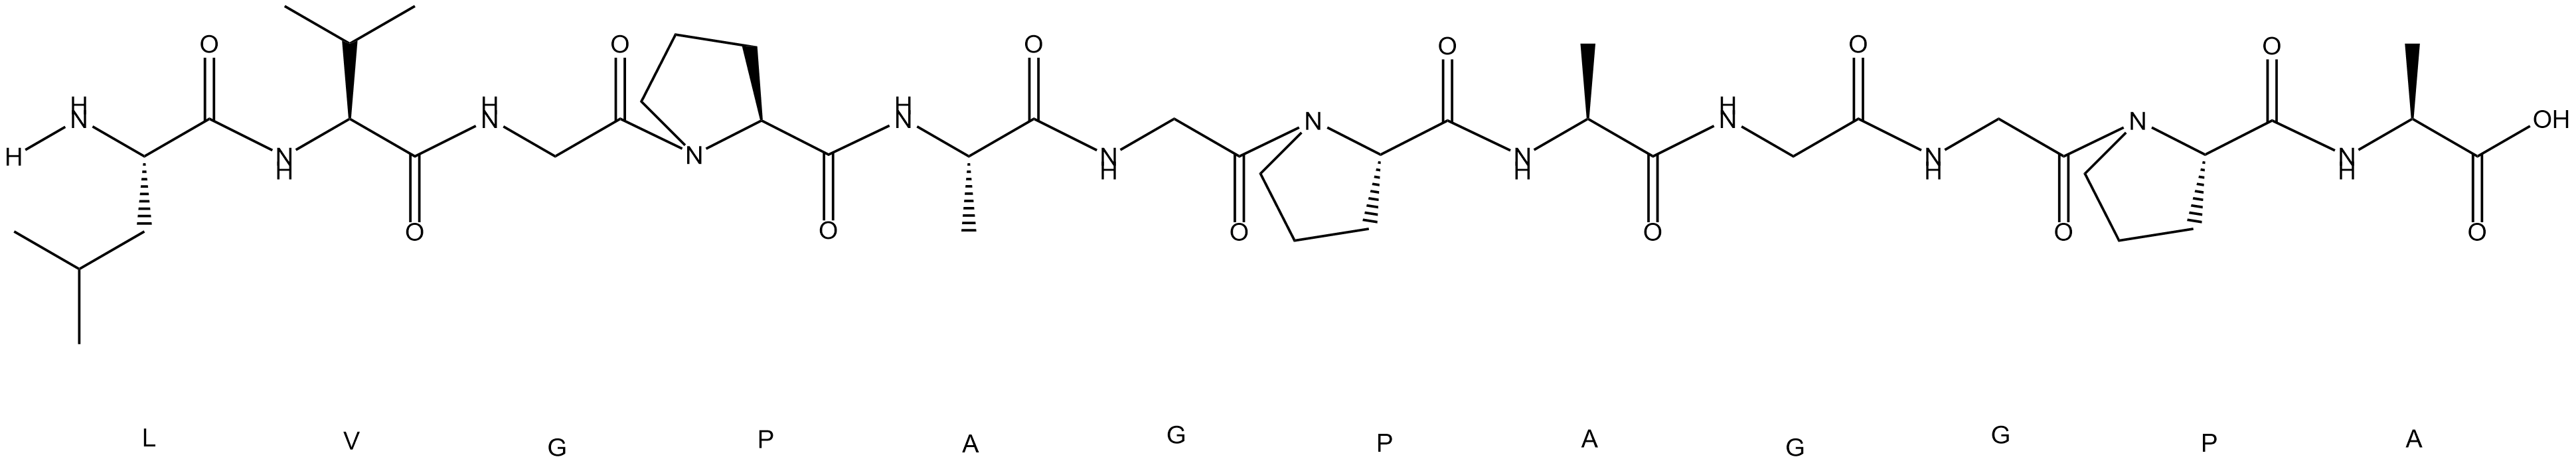 O O O O O O
H H H H
N N N N N N OH
H N N N N N N N
H H H H H
O O O O O O
L V G P A G P A G G P A